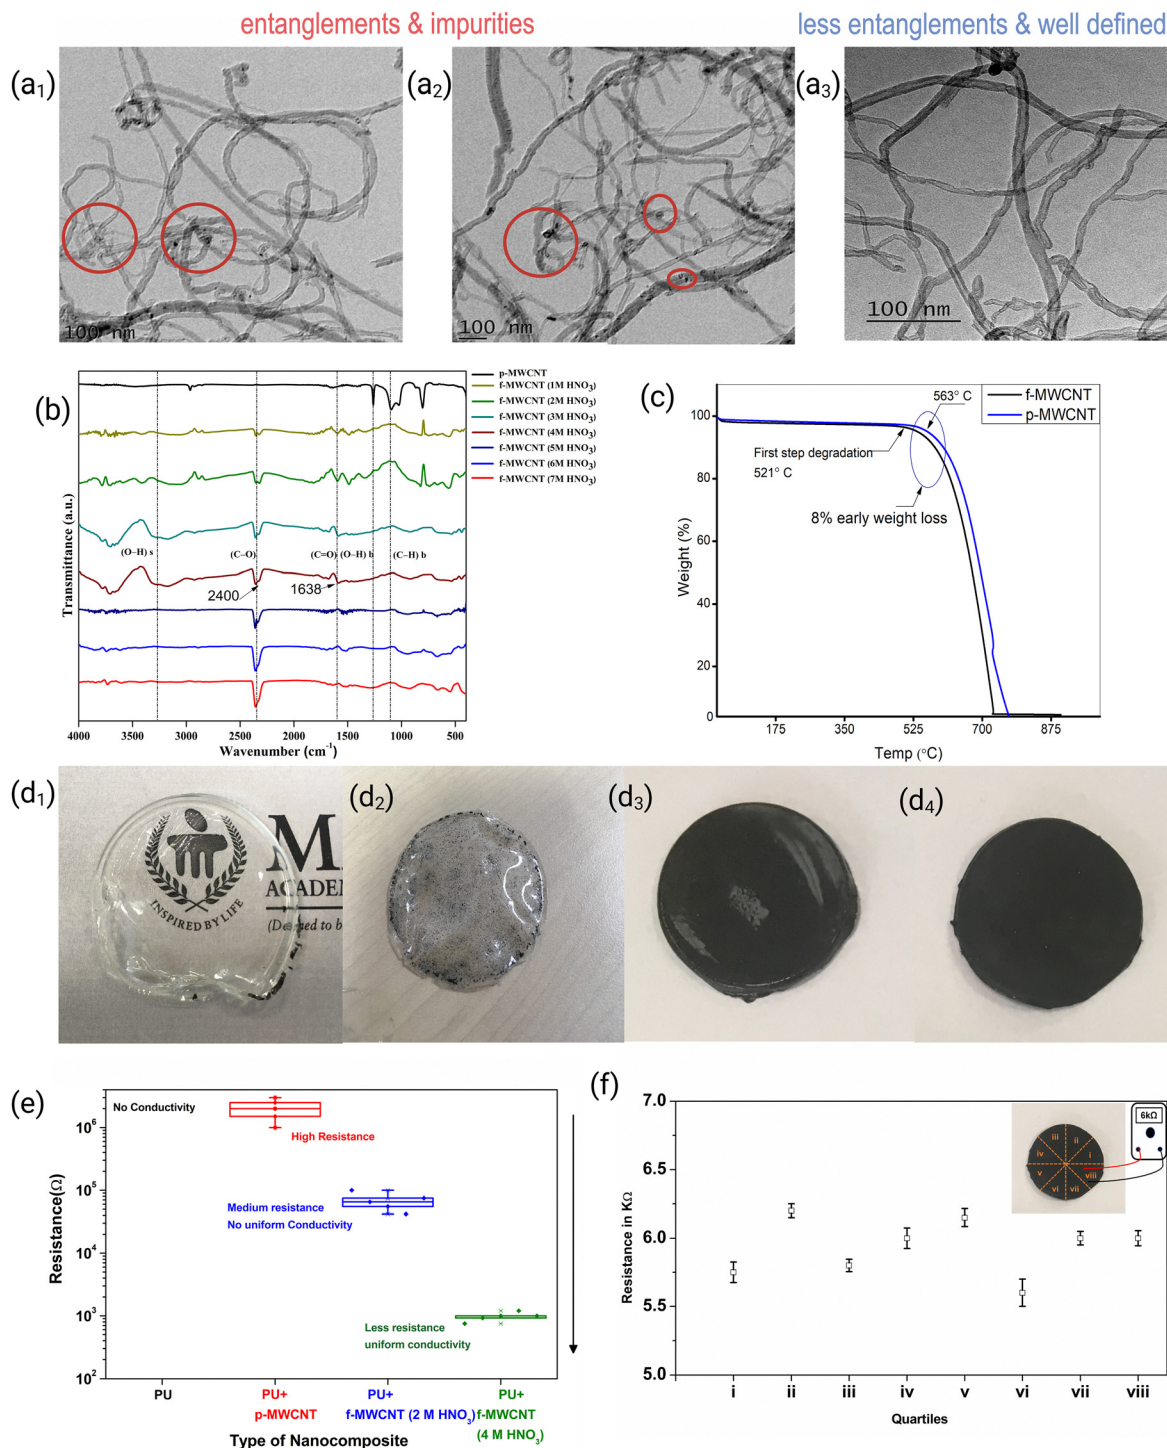 entanglements & impurities
less entanglements & well defined
(a1)
(a2)
(a3)
100 nm
100 nm
100 nm
(b)
p-MWCNT
f-MWCNT (1M HNO3)
f-MWCNT (2M HNO3)
f-MWCNT (3M HNO3)
f-MWCNT (4M HNO3)
f-MWCNT (5M HNO3)
f-MWCNT (6M HNO3)
f-MWCNT (7M HNO3)
(O–H) s
(C–O)
(C=O) (O–H) b
(C–H) b
2400
1638
Transmittance (a.u.)
4000 3500 3000 2500 2000 1500 1000 500
Wavenumber (cm-1)
(c)
f-MWCNT
p-MWCNT
563° C
First step degradation
521° C
8% early weight loss
Weight (%)
100
80
60
40
20
0
175 350 525 700 875
Temp (°C)
(d1)
(d2)
(d3)
(d4)
M
ACADE
INSPIRED BY LIFE
to b
(e)
No Conductivity
High Resistance
Medium resistance
No uniform Conductivity
Less resistance
uniform conductivity
Resistance(Ω)
10^6
10^5
10^4
10^3
10^2
PU
PU+
p-MWCNT
PU+
f-MWCNT (2 M HNO3)
PU+
f-MWCNT
(4 M HNO3)
Type of Nanocomposite
(f)
6kΩ
i
ii
iii
iv
v
vi
vii
viii
Resistance in KΩ
7.0
6.5
6.0
5.5
5.0
i ii iii iv v vi vii viii
Quartiles